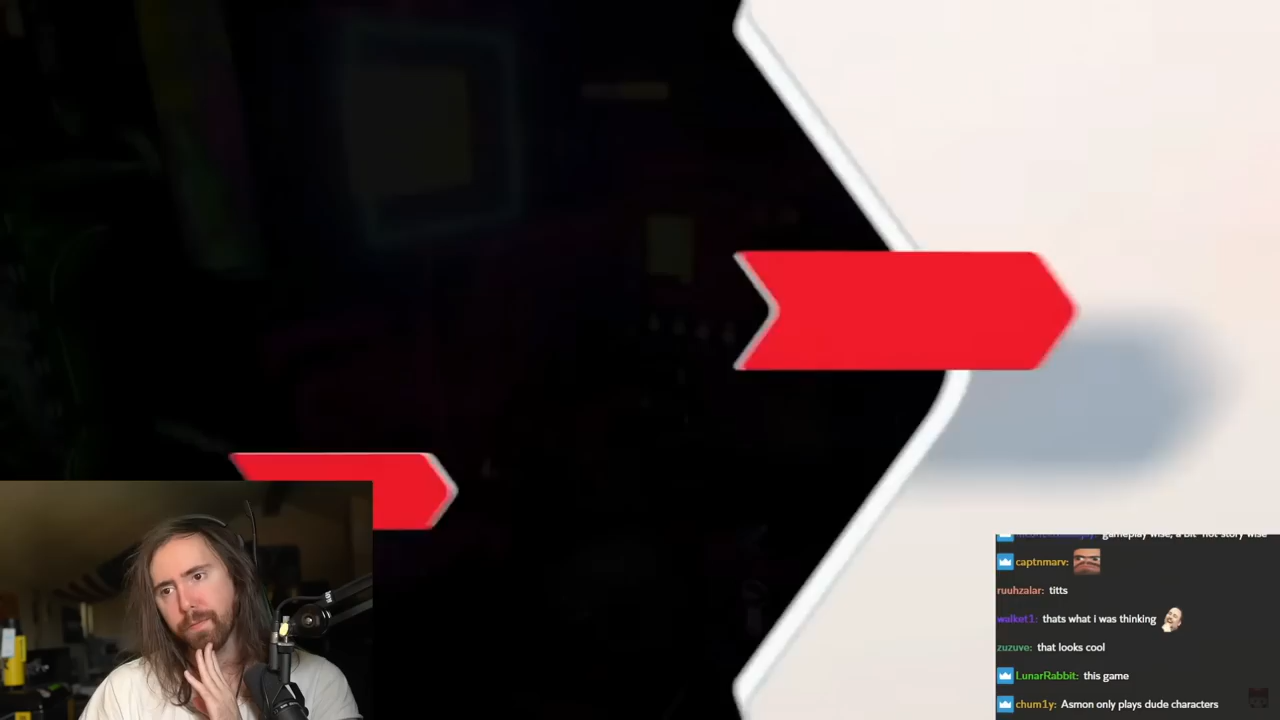 gameplay wise, a bit not story wise
captnmarv:
ruuhzalar: titts
walket1: thats what i was thinking
zuzuve: that looks cool
LunarRabbit: this game
chum1y: Asmon only plays dude characters